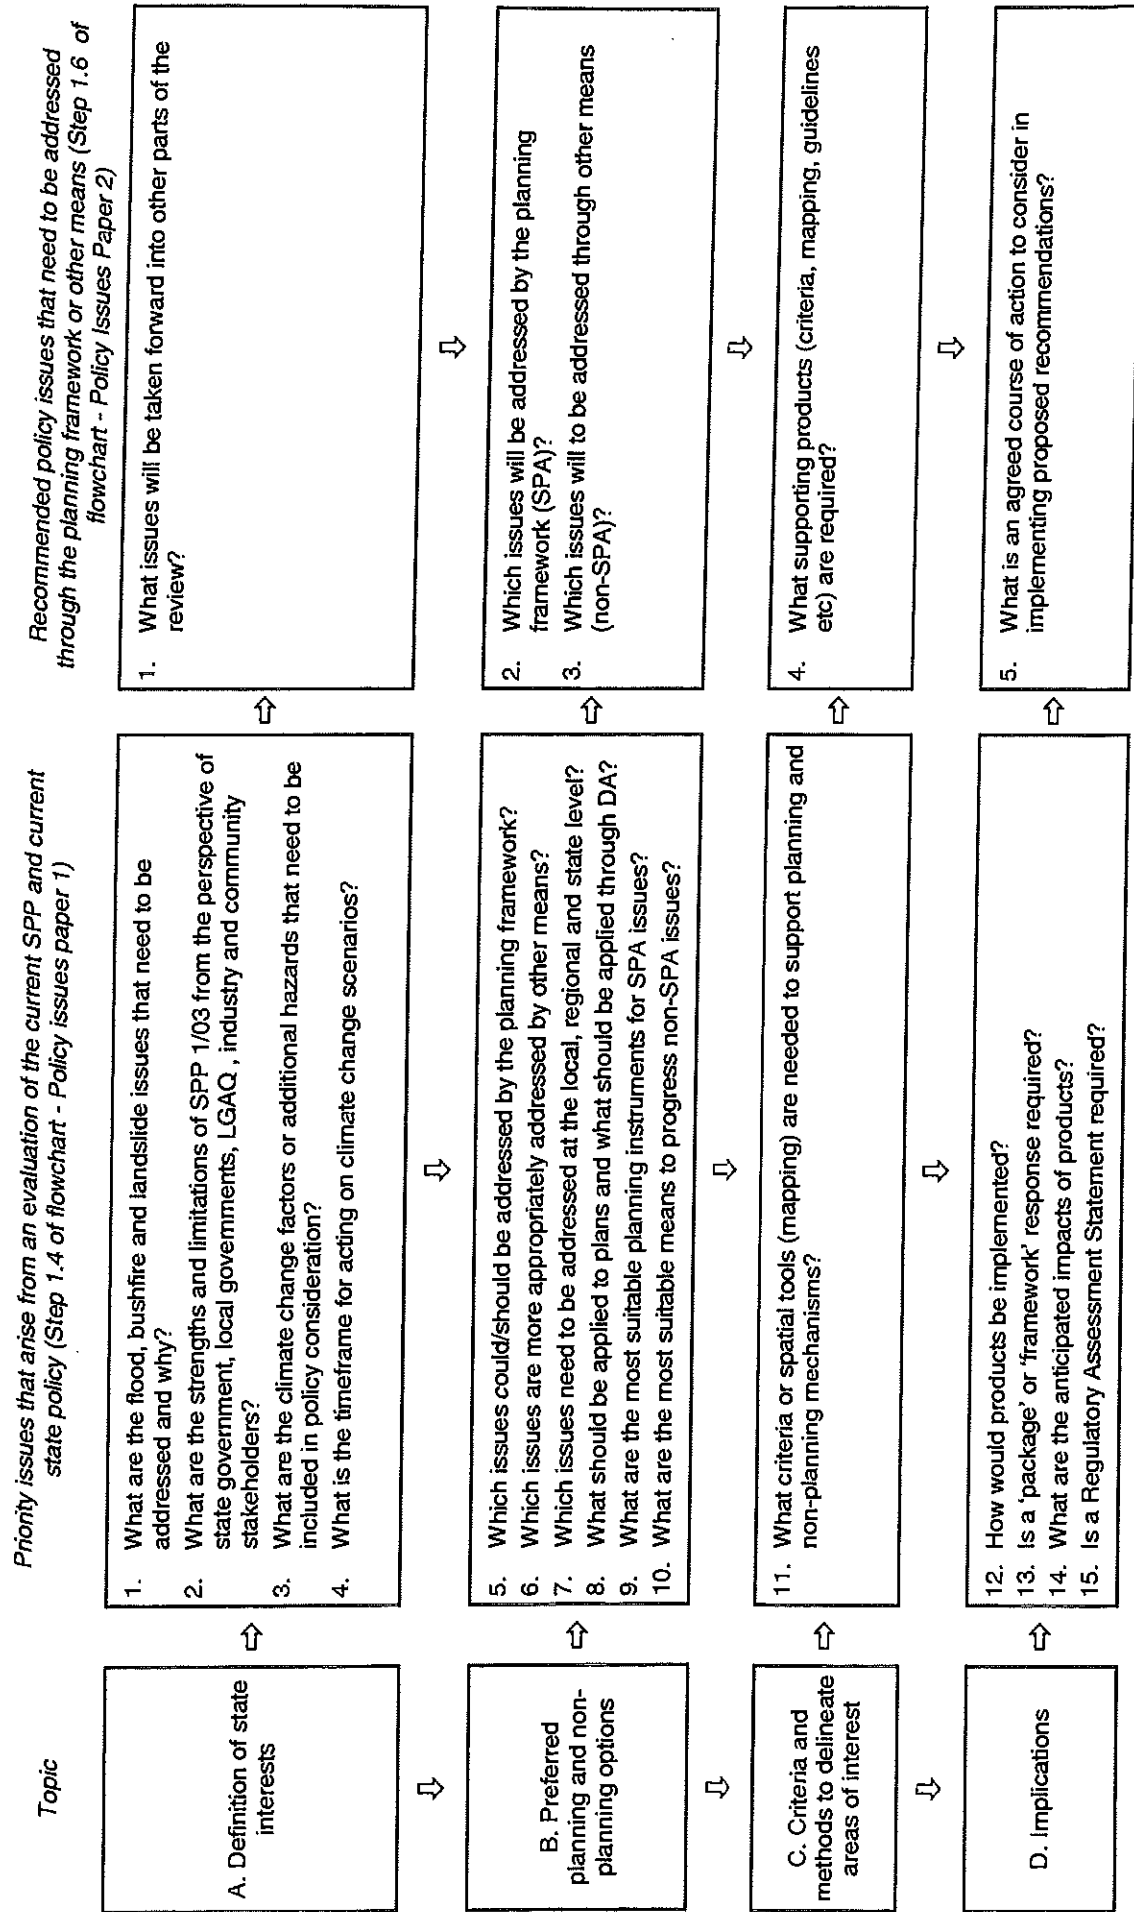 Topic
Priority issues that arise from an evaluation of the current SPP and current
state policy (Step 1.4 of flowchart - Policy issues paper 1)
Recommended policy issues that need to be addressed
through the planning framework or other means (Step 1.6 of
flowchart - Policy Issues Paper 2)
A. Definition of state
interests
1. What are the flood, bushfire and landslide issues that need to be
addressed and why?
2. What are the strengths and limitations of SPP 1/03 from the perspective of
state government, local governments, LGAQ , industry and community
stakeholders?
3. What are the climate change factors or additional hazards that need to be
included in policy consideration?
4. What is the timeframe for acting on climate change scenarios?
1. What issues will be taken forward into other parts of the
review?
B. Preferred
planning and non-
planning options
5. Which issues could/should be addressed by the planning framework?
6. Which issues are more appropriately addressed by other means?
7. Which issues need to be addressed at the local, regional and state level?
8. What should be applied to plans and what should be applied through DA?
9. What are the most suitable planning instruments for SPA issues?
10. What are the most suitable means to progress non-SPA issues?
2. Which issues will be addressed by the planning
framework (SPA)?
3. Which issues will to be addressed through other means
(non-SPA)?
C. Criteria and
methods to delineate
areas of interest
11. What criteria or spatial tools (mapping) are needed to support planning and
non-planning mechanisms?
4. What supporting products (criteria, mapping, guidelines
etc) are required?
D. Implications
12. How would products be implemented?
13. Is a 'package' or 'framework' response required?
14. What are the anticipated impacts of products?
15. Is a Regulatory Assessment Statement required?
5. What is an agreed course of action to consider in
implementing proposed recommendations?